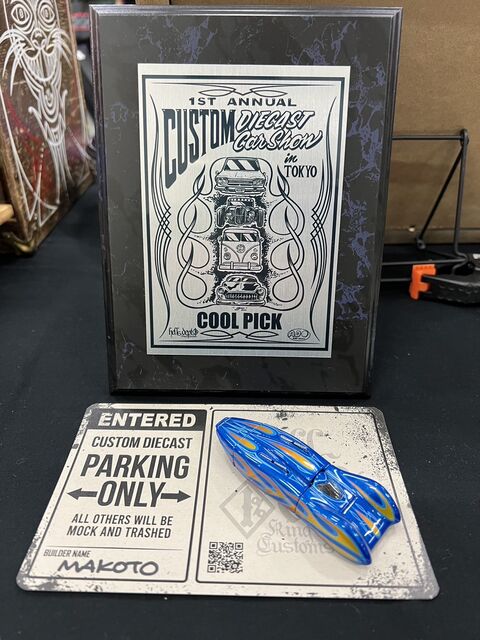 1ST ANNUAL
CUSTOM DIECAST
Car Show
in
TOKYO
COOL PICK
ENTERED
CUSTOM DIECAST
PARKING
ONLY
ALL OTHERS WILL BE
MOCK AND TRASHED
BUILDER NAME
MAKOTO
Customs